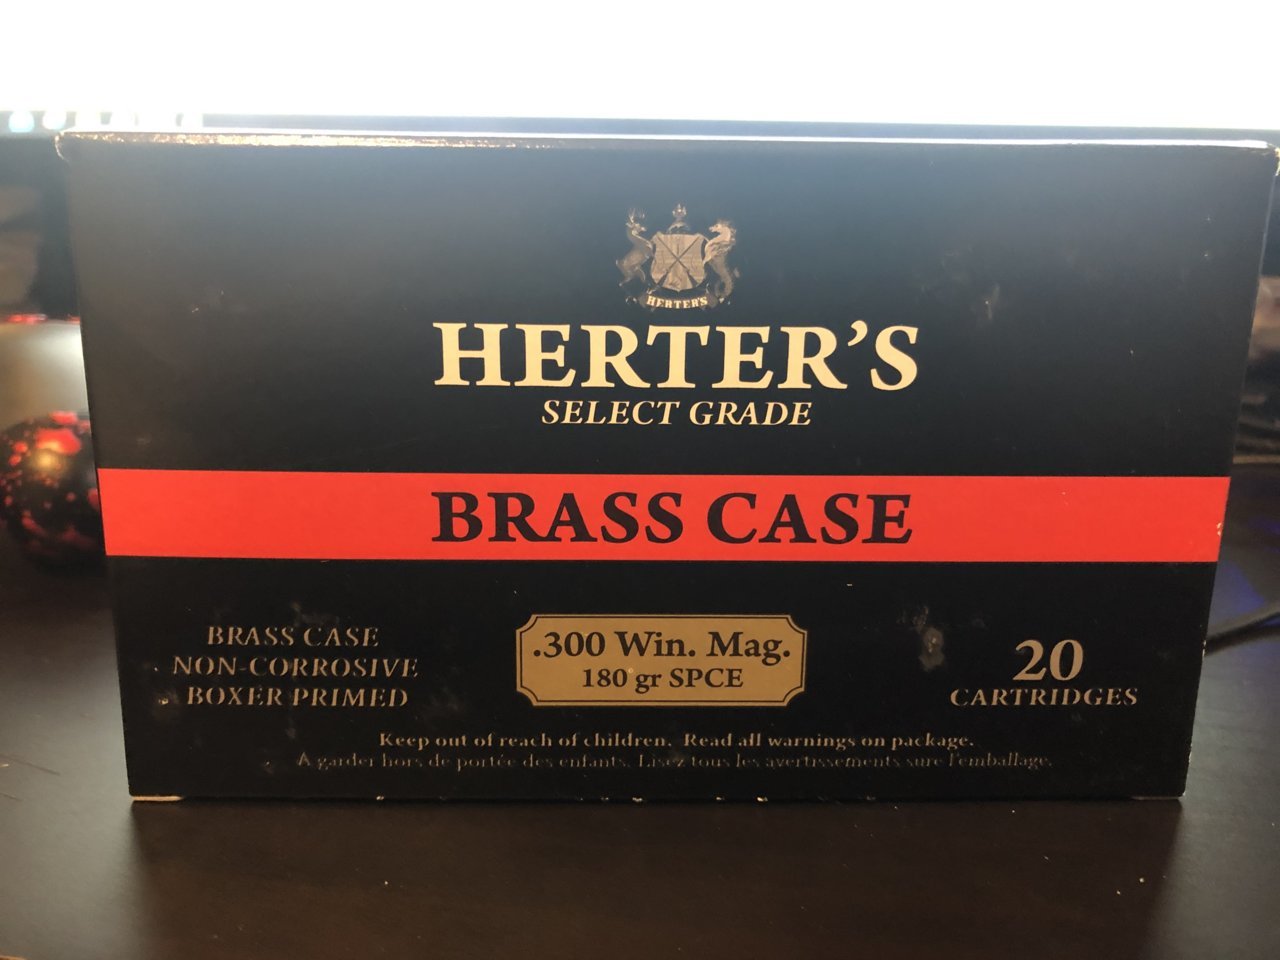 HERTER'S
HERTER'S
SELECT GRADE
BRASS CASE
BRASS CASE
NON-CORROSIVE
BOXER PRIMED
.300 Win. Mag.
180 gr SPCE
20
CARTRIDGES
Keep out of reach of children. Read all warnings on package.
A garder hors de portée des enfants. Lisez tous les avertissements sure l'emballage.